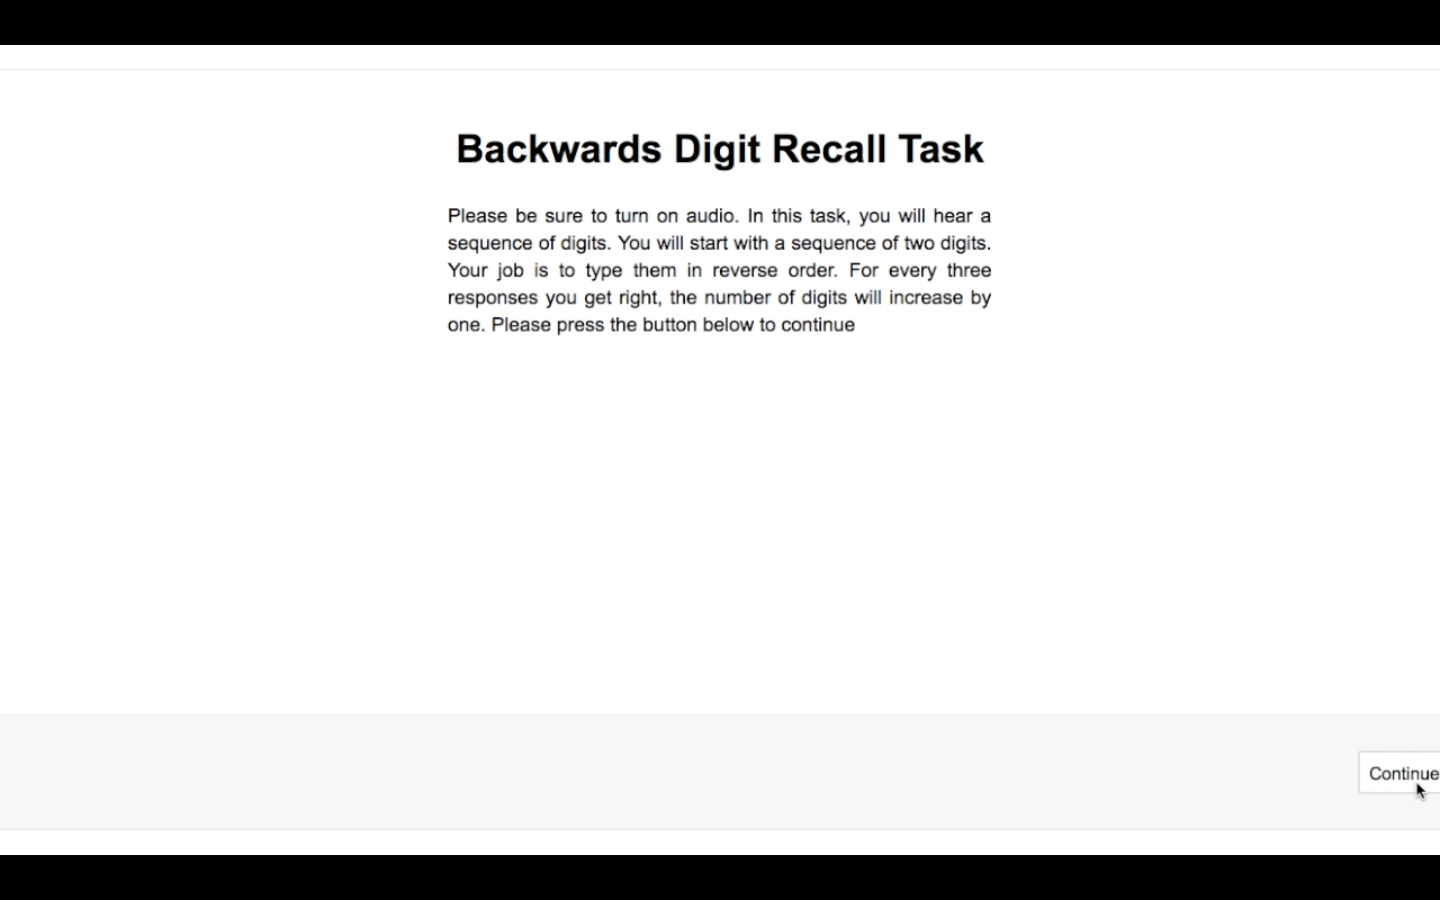 Backwards Digit Recall Task
Please be sure to turn on audio. In this task, you will hear a
sequence of digits. You will start with a sequence of two digits.
Your job is to type them in reverse order. For every three
responses you get right, the number of digits will increase by
one. Please press the button below to continue
Continue